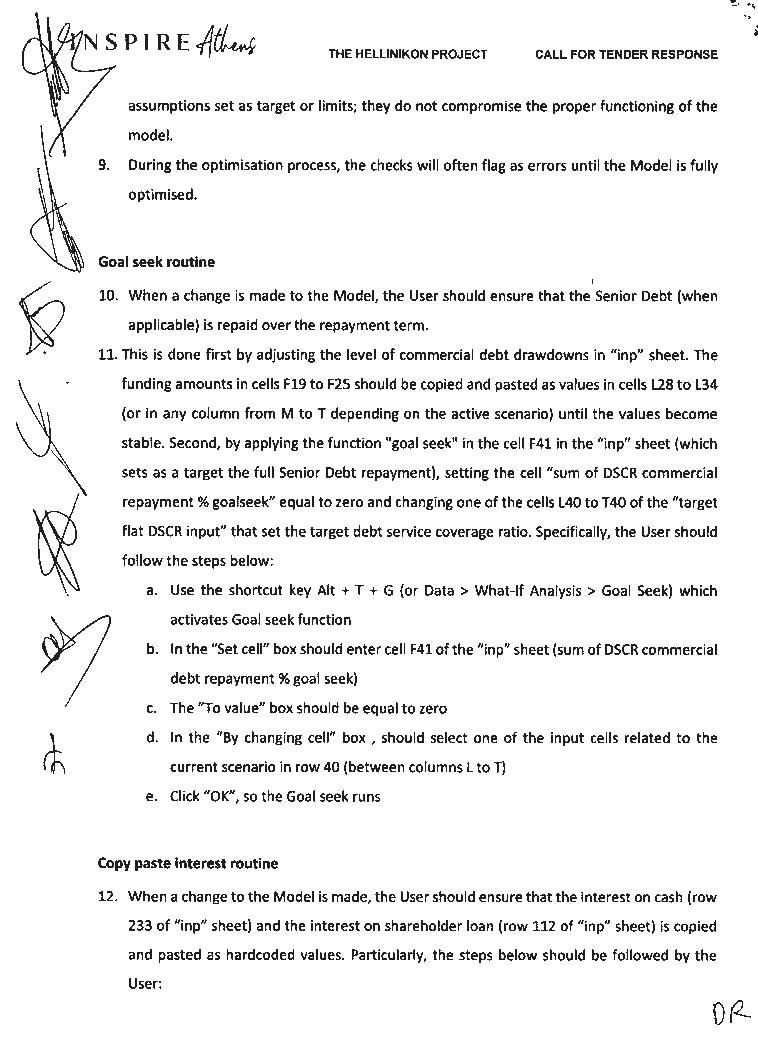 INSPIRE Athens
THE HELLINIKON PROJECT CALL FOR TENDER RESPONSE
assumptions set as target or limits; they do not compromise the proper functioning of the
model.
9. During the optimisation process, the checks will often flag as errors until the Model is fully
optimised.
Goal seek routine
10. When a change is made to the Model, the User should ensure that the Senior Debt (when
applicable) is repaid over the repayment term.
11. This is done first by adjusting the level of commercial debt drawdowns in "inp" sheet. The
funding amounts in cells F19 to F25 should be copied and pasted as values in cells L28 to L34
(or in any column from M to T depending on the active scenario) until the values become
stable. Second, by applying the function "goal seek" in the cell F41 in the "inp" sheet (which
sets as a target the full Senior Debt repayment), setting the cell "sum of DSCR commercial
repayment % goalseek" equal to zero and changing one of the cells L40 to T40 of the "target
flat DSCR input" that set the target debt service coverage ratio. Specifically, the User should
follow the steps below:
a. Use the shortcut key Alt + T + G (or Data > What-If Analysis > Goal Seek) which
activates Goal seek function
b. In the "Set cell" box should enter cell F41 of the "inp" sheet (sum of DSCR commercial
debt repayment % goal seek)
c. The "To value" box should be equal to zero
d. In the "By changing cell" box , should select one of the input cells related to the
current scenario in row 40 (between columns L to T)
e. Click "OK", so the Goal seek runs
Copy paste interest routine
12. When a change to the Model is made, the User should ensure that the interest on cash (row
233 of "inp" sheet) and the interest on shareholder loan (row 112 of "inp" sheet) is copied
and pasted as hardcoded values. Particularly, the steps below should be followed by the
User:
DR